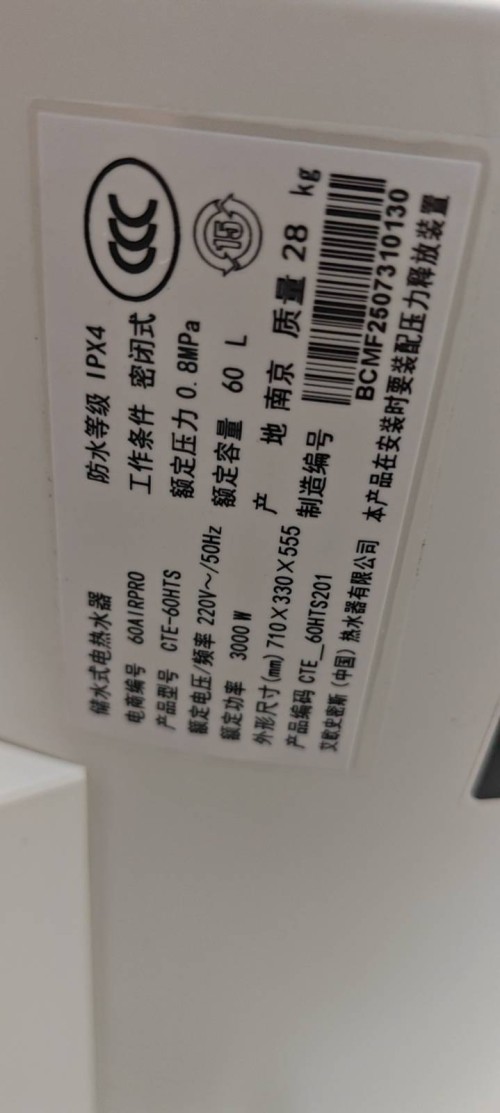 储水式电热水器 防水等级 IPX4
电商编号 60AIRPRO 工作条件 密闭式
产品型号 CTE-60HTS 额定压力 0.8MPa
额定电压/频率 220V～/50Hz 额定容量 60 L
额定功率 3000 W 产 地 南京 质量 28 kg
外形尺寸(mm) 710×330×555 制造编号
BCMF2507310130
产品编码 CTE__60HTS201
艾欧史密斯（中国）热水器有限公司 本产品在安装时要装配压力释放装置
CCC
15